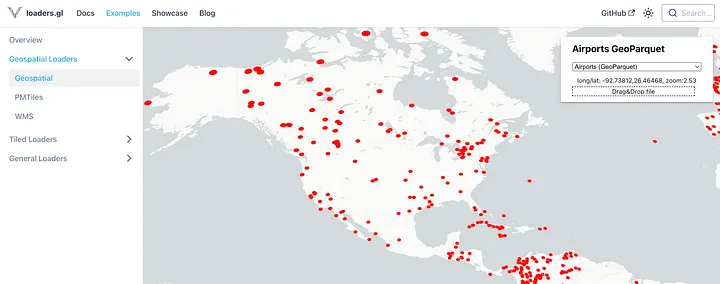 loaders.gl Docs Examples Showcase Blog GitHub Search...
Overview
Geospatial Loaders
Geospatial
PMTiles
WMS
Tiled Loaders
General Loaders
Airports GeoParquet
Airports (GeoParquet)
long/lat: -92.73812,26.46468, zoom:2.53
Drag&Drop file